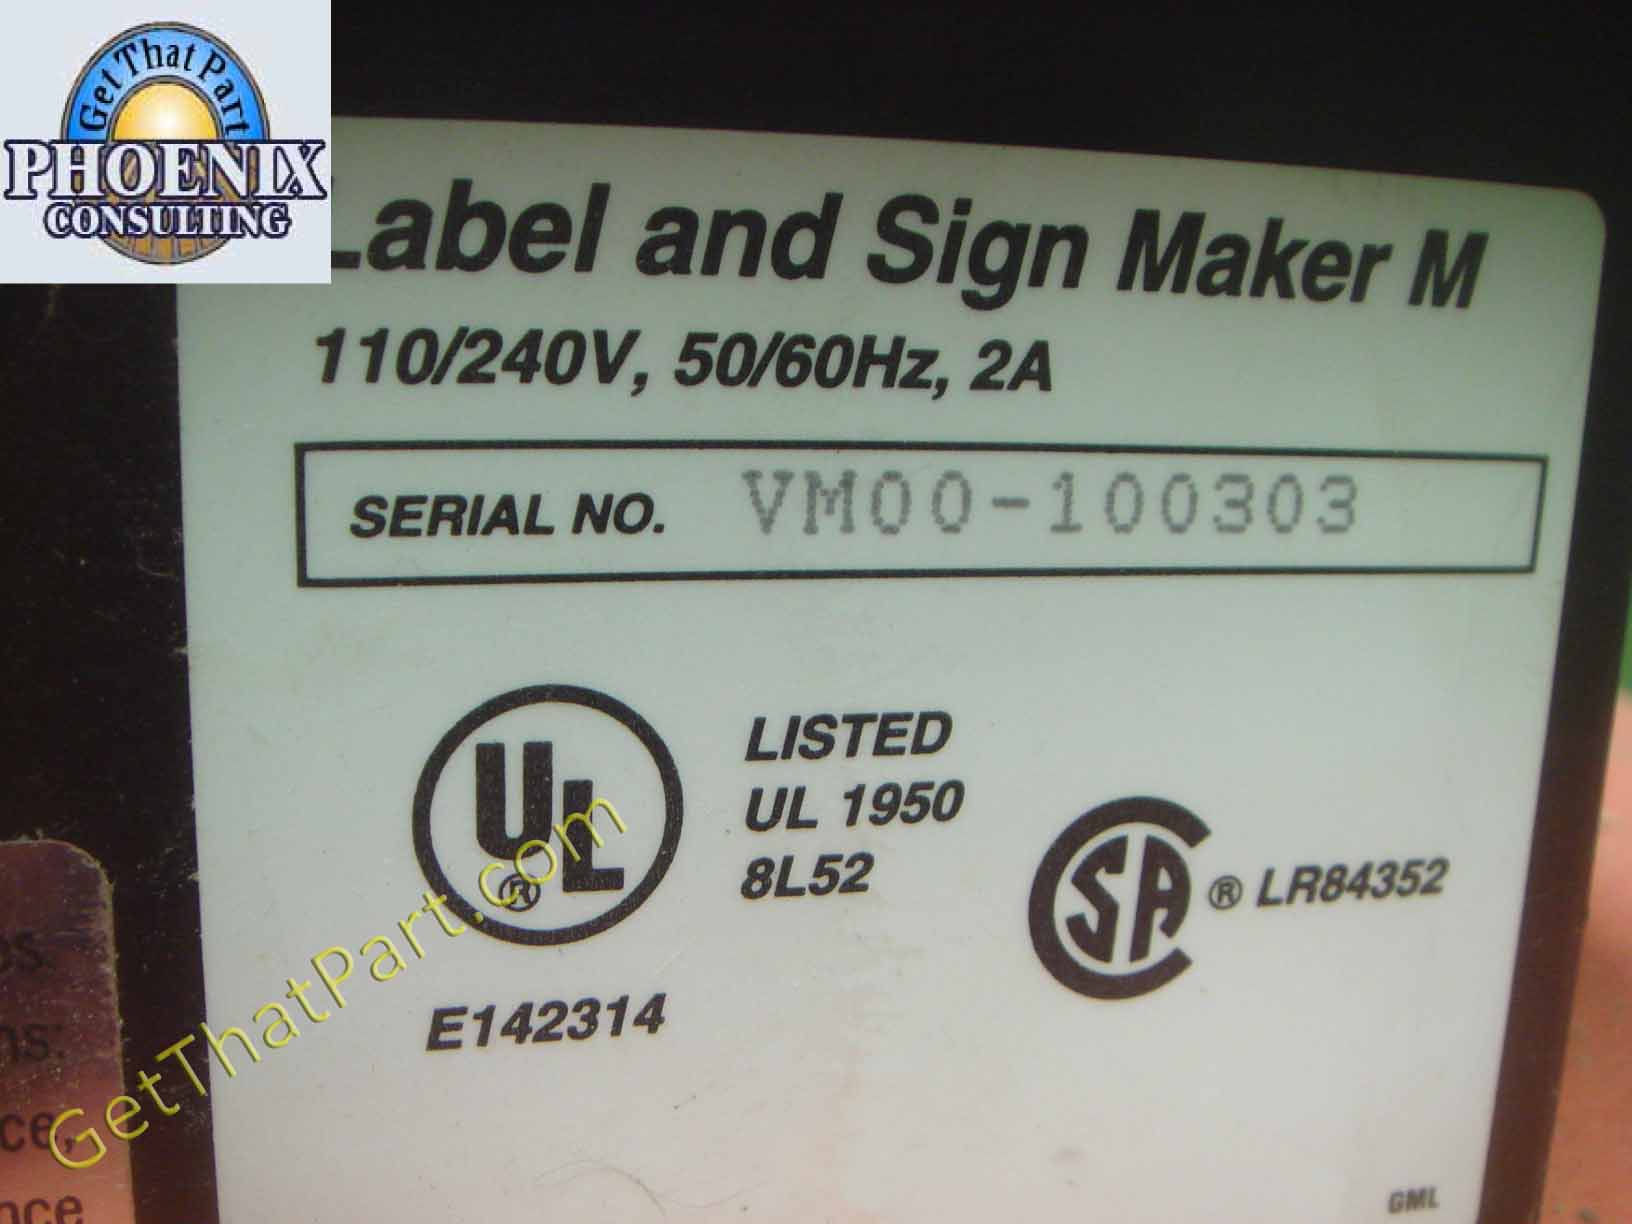 Get That Part
PHOENIX
CONSULTING
Label and Sign Maker M
110/240V, 50/60Hz, 2A
SERIAL NO. VM00-100303
UL
®
LISTED
UL 1950
8L52
CSA ® LR84352
E142314
GetThatPart.com
GML